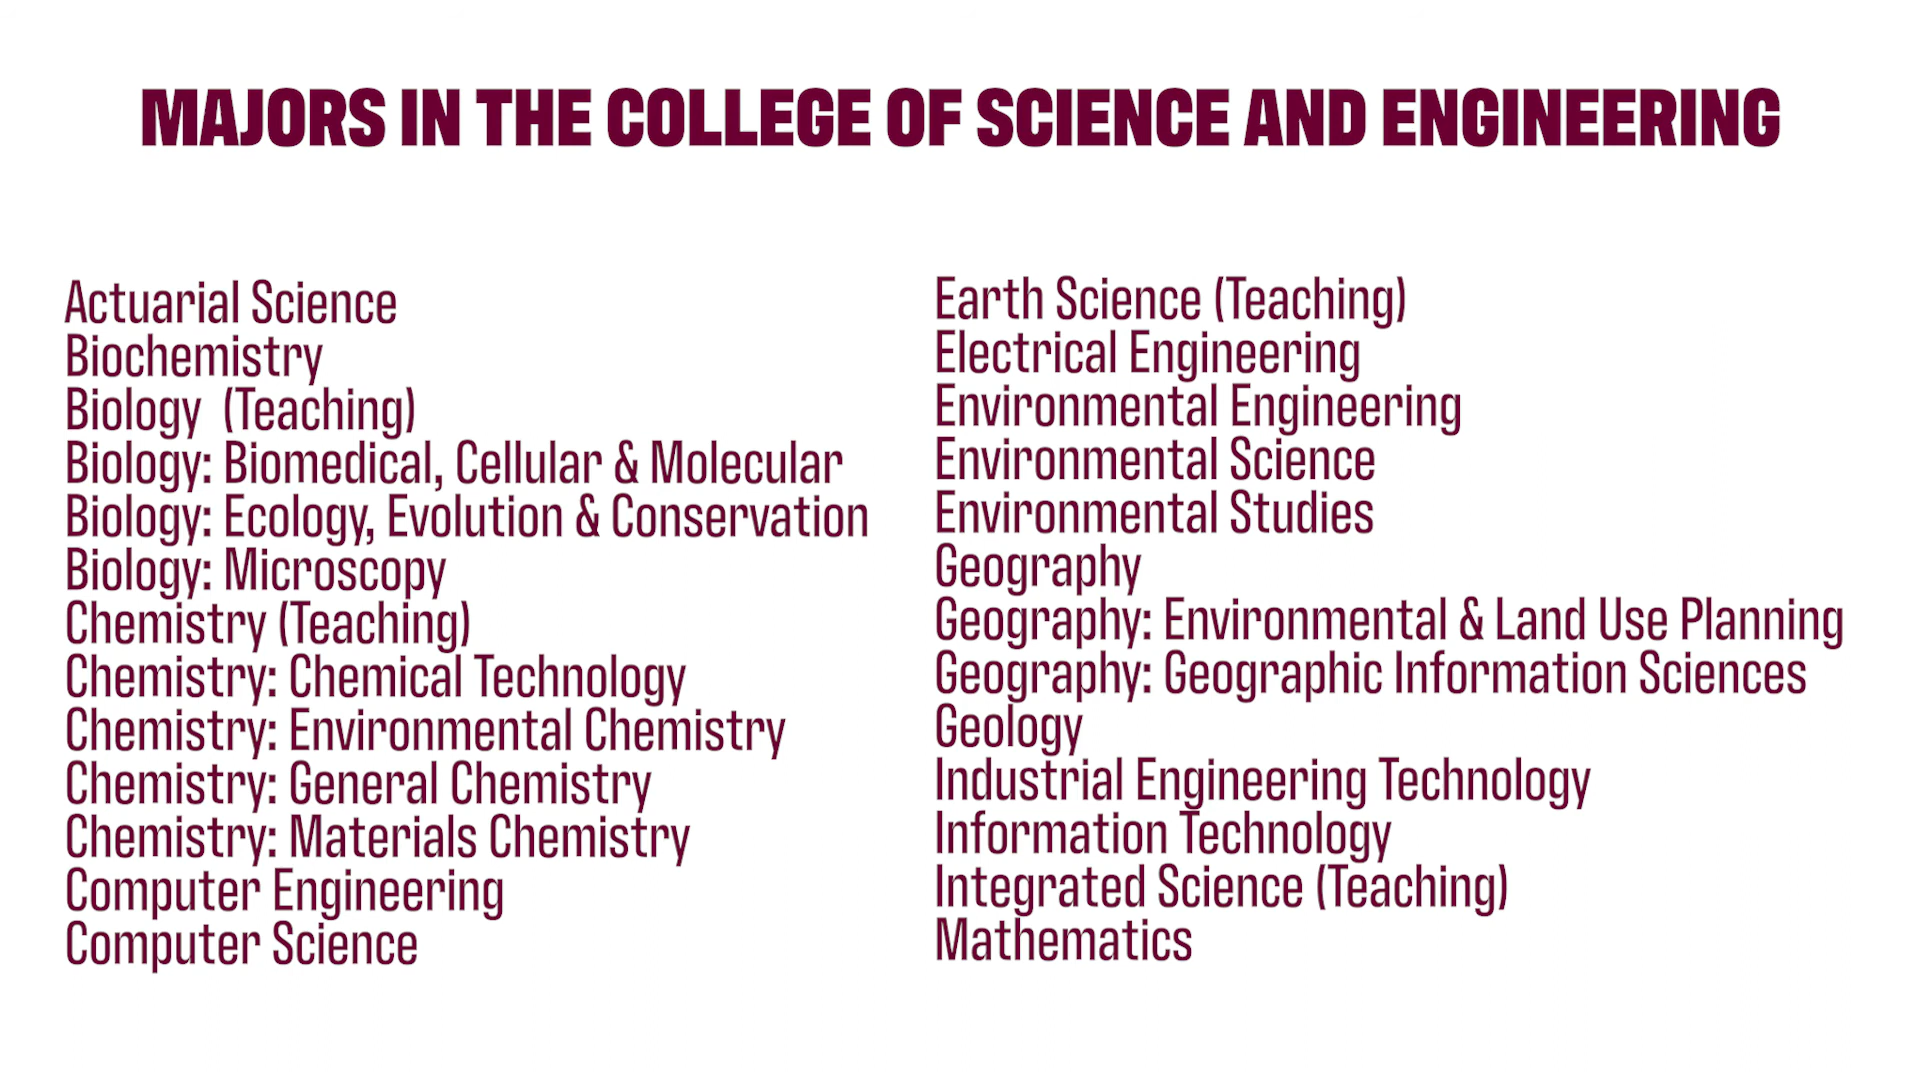 MAJORS IN THE COLLEGE OF SCIENCE AND ENGINEERING
Actuarial Science
Biochemistry
Biology  (Teaching)
Biology: Biomedical, Cellular & Molecular
Biology: Ecology, Evolution & Conservation
Biology: Microscopy
Chemistry (Teaching)
Chemistry: Chemical Technology
Chemistry: Environmental Chemistry
Chemistry: General Chemistry
Chemistry: Materials Chemistry
Computer Engineering
Computer Science
Earth Science (Teaching)
Electrical Engineering
Environmental Engineering
Environmental Science
Environmental Studies
Geography
Geography: Environmental & Land Use Planning
Geography: Geographic Information Sciences
Geology
Industrial Engineering Technology
Information Technology
Integrated Science (Teaching)
Mathematics